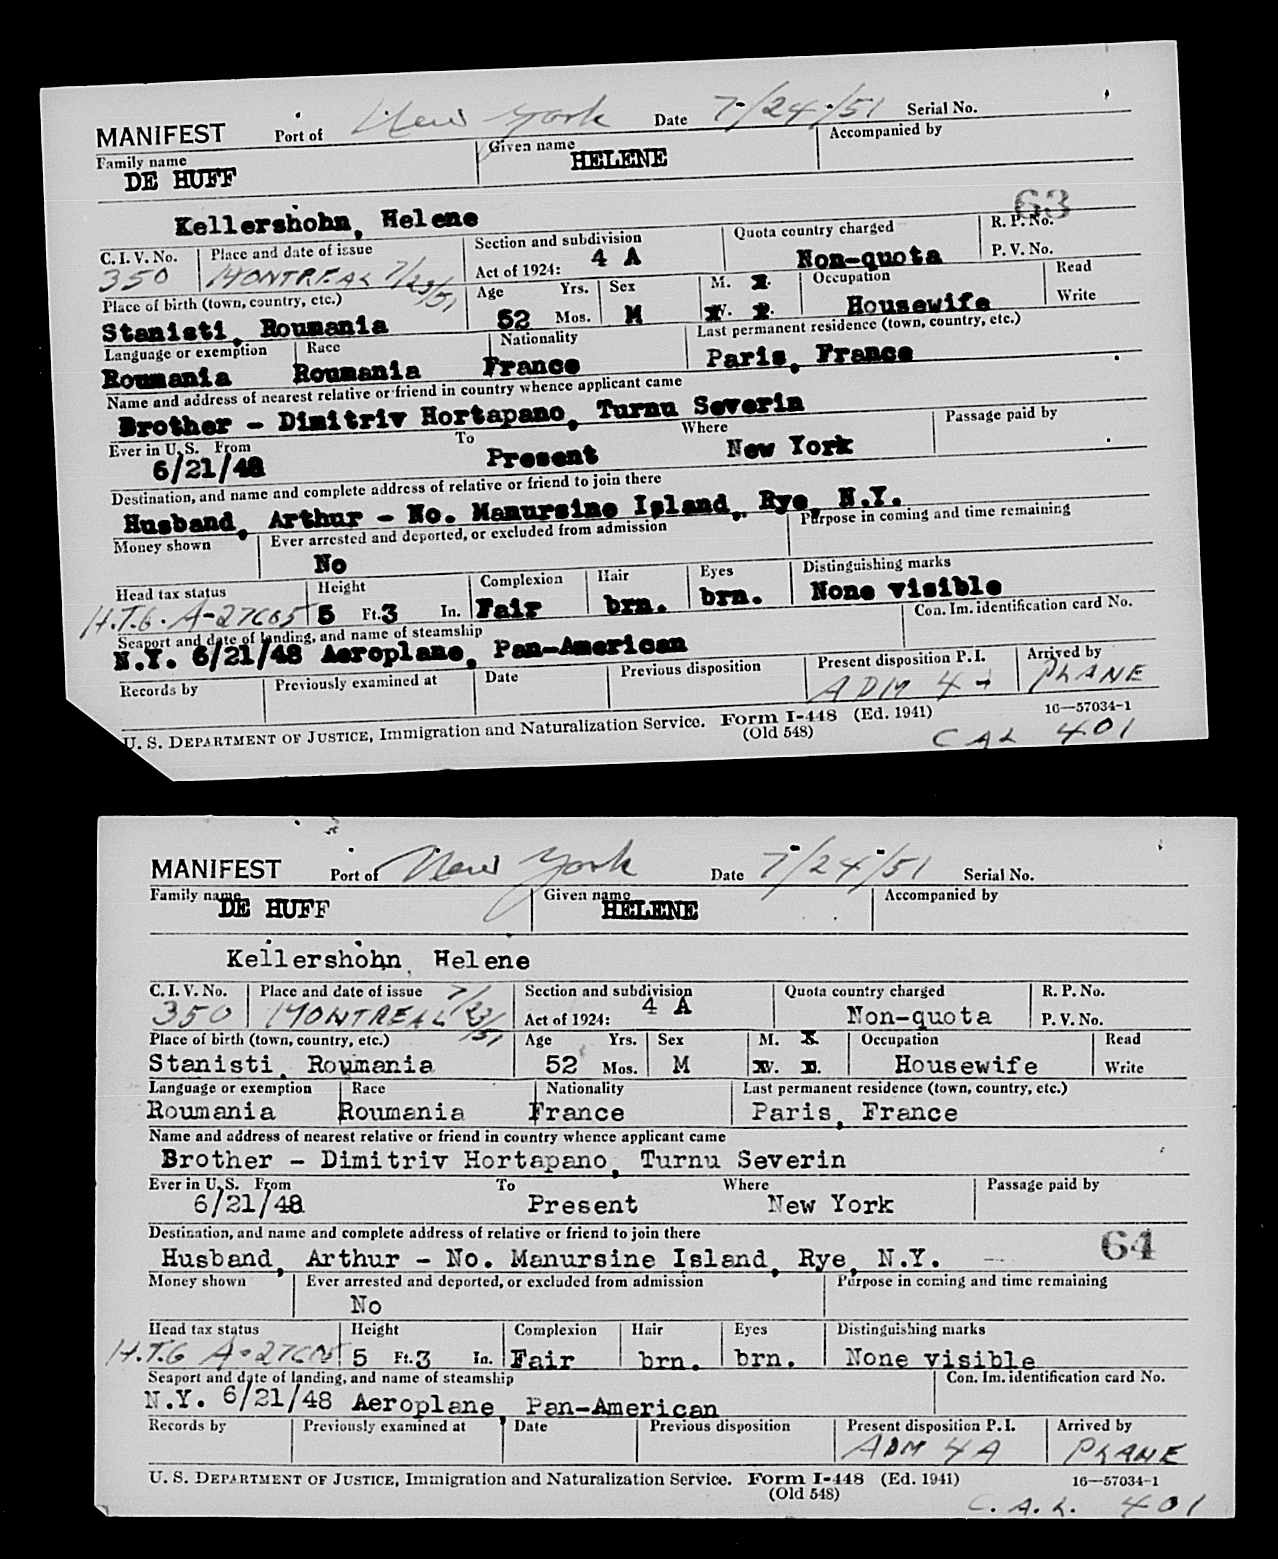 MANIFEST Port of New York Date 7-/24-/51 Serial No.
Family name Given name Accompanied by
DE HUFF HELENE
Kellershohn, Helene 63
C. I. V. No. Place and date of issue Section and subdivision Quota country charged R. P. No.
350 MONTREAL 7/23/51 Act of 1924: 4 A Non-quota P. V. No.
Place of birth (town, country, etc.) Age Yrs. Sex M. Occupation Read
Stanisti, Roumania 52 Mos. M Housewife Write
Language or exemption Race Nationality Last permanent residence (town, country, etc.)
Roumania Roumania France Paris, France
Name and address of nearest relative or friend in country whence applicant came
Brother - Dimitriv Hortapano, Turnu Severin
Ever in U. S. From To Where Passage paid by
6/21/48 Present New York
Destination, and name and complete address of relative or friend to join there
Husband, Arthur - No. Manursine Island, Rye, N.Y.
Money shown Ever arrested and deported, or excluded from admission Purpose in coming and time remaining
No
Head tax status Height Complexion Hair Eyes Distinguishing marks
H.T.6. A-27605 5 Ft. 3 In. Fair brn. brn. None visible
Seaport and date of landing, and name of steamship Con. Im. identification card No.
N.Y. 6/21/48 Aeroplane, Pan-American
Records by Previously examined at Date Previous disposition Present disposition P. I. Arrived by
ADM 4 PLANE
U. S. DEPARTMENT OF JUSTICE, Immigration and Naturalization Service. Form I-448 (Ed. 1941) 16—57034-1
(Old 548) CAL 401
MANIFEST Port of New York Date 7-/24-/51 Serial No.
Family name Given name Accompanied by
DE HUFF HELENE
Kellershohn, Helene
C. I. V. No. Place and date of issue Section and subdivision Quota country charged R. P. No.
350 MONTREAL 7/23/51 Act of 1924: 4 A Non-quota P. V. No.
Place of birth (town, country, etc.) Age Yrs. Sex M. Occupation Read
Stanisti, Roumania 52 Mos. M Housewife Write
Language or exemption Race Nationality Last permanent residence (town, country, etc.)
Roumania Roumania France Paris, France
Name and address of nearest relative or friend in country whence applicant came
Brother - Dimitriv Hortapano, Turnu Severin
Ever in U. S. From To Where Passage paid by
6/21/48 Present New York
Destination, and name and complete address of relative or friend to join there
Husband, Arthur - No. Manursine Island, Rye, N.Y. 64
Money shown Ever arrested and deported, or excluded from admission Purpose in coming and time remaining
No
Head tax status Height Complexion Hair Eyes Distinguishing marks
H.T.6 A-27605 5 Ft. 3 In. Fair brn. brn. None visible
Seaport and date of landing, and name of steamship Con. Im. identification card No.
N.Y. 6/21/48 Aeroplane, Pan-American
Records by Previously examined at Date Previous disposition Present disposition P. I. Arrived by
ADM 4A PLANE
U. S. DEPARTMENT OF JUSTICE, Immigration and Naturalization Service. Form I-448 (Ed. 1941) 16—57034-1
(Old 548) C. A. L. 401